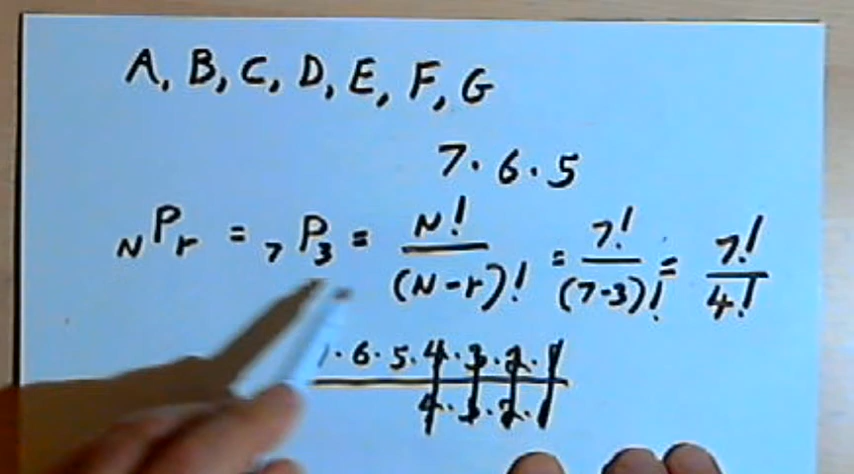 A, B, C, D, E, F, G
7 · 6 · 5
NPr = 7P3 = N! / (N-r)! = 7! / (7-3)! = 7! / 4!
· 6 · 5 · 4 · 3 · 2 · 1
4 · 3 · 2 · 1